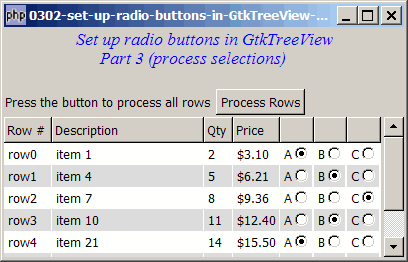 php 0302-set-up-radio-buttons-in-GtkTreeView-...
Set up radio buttons in GtkTreeView
Part 3 (process selections)
Press the button to process all rows Process Rows
Row # Description Qty Price
row0 item 1 2 $3.10 A B C
row1 item 4 5 $6.21 A B C
row2 item 7 8 $9.36 A B C
row3 item 10 11 $12.40 A B C
row4 item 21 14 $15.50 A B C